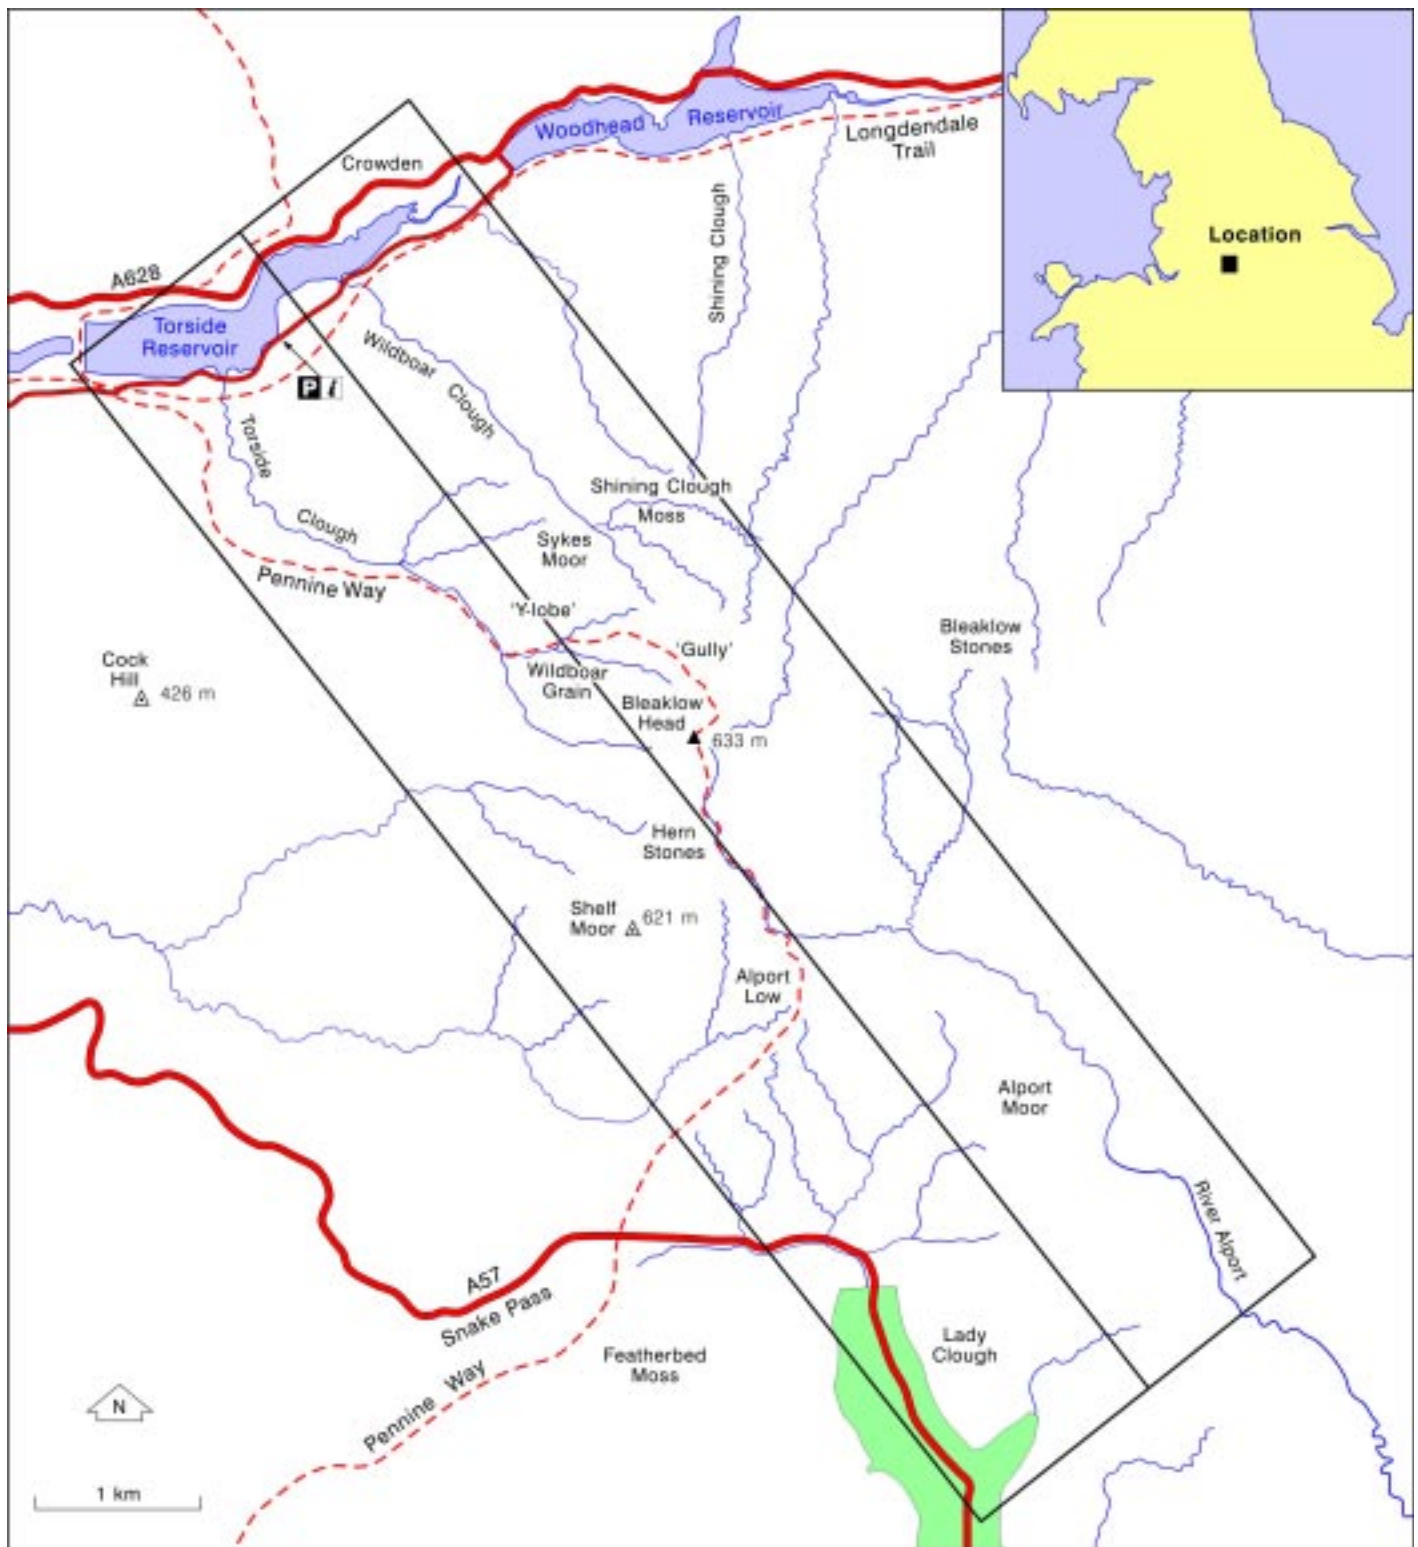 Woodhead Reservoir
Longdendale
Trail
Crowden
Shining Clough
Location
A628
Torside
Reservoir
P i
Wildboar Clough
Torside Clough
Shining Clough
Moss
Sykes
Moor
Pennine Way
'Y-lobe'
'Gully'
Bleaklow
Stones
Cock
Hill
426 m
Wildboar
Grain
Bleaklow
Head
633 m
Hern
Stones
Shelf
Moor
621 m
Alport
Low
Alport
Moor
River Alport
A57
Snake Pass
Lady
Clough
Featherbed
Moss
Pennine Way
N
1 km